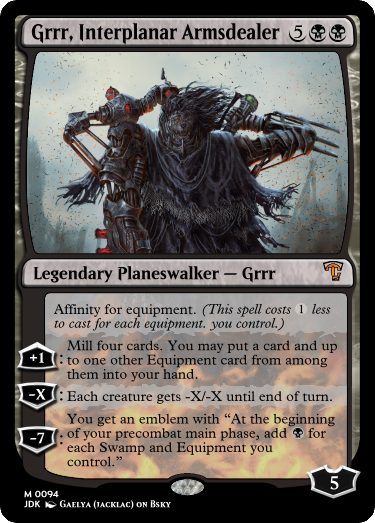 Grrr, Interplanar Armsdealer 5
Legendary Planeswalker — Grrr
Affinity for equipment. (This spell costs 1 less
to cast for each equipment. you control.)
+1: Mill four cards. You may put a card and up
to one other Equipment card from among
them into your hand.
-X: Each creature gets -X/-X until end of turn.
-7: You get an emblem with “At the beginning
of your precombat main phase, add for
each Swamp and Equipment you
control.”
5
M 0094
JDK GAELYA (JACKLAC) ON BSKY